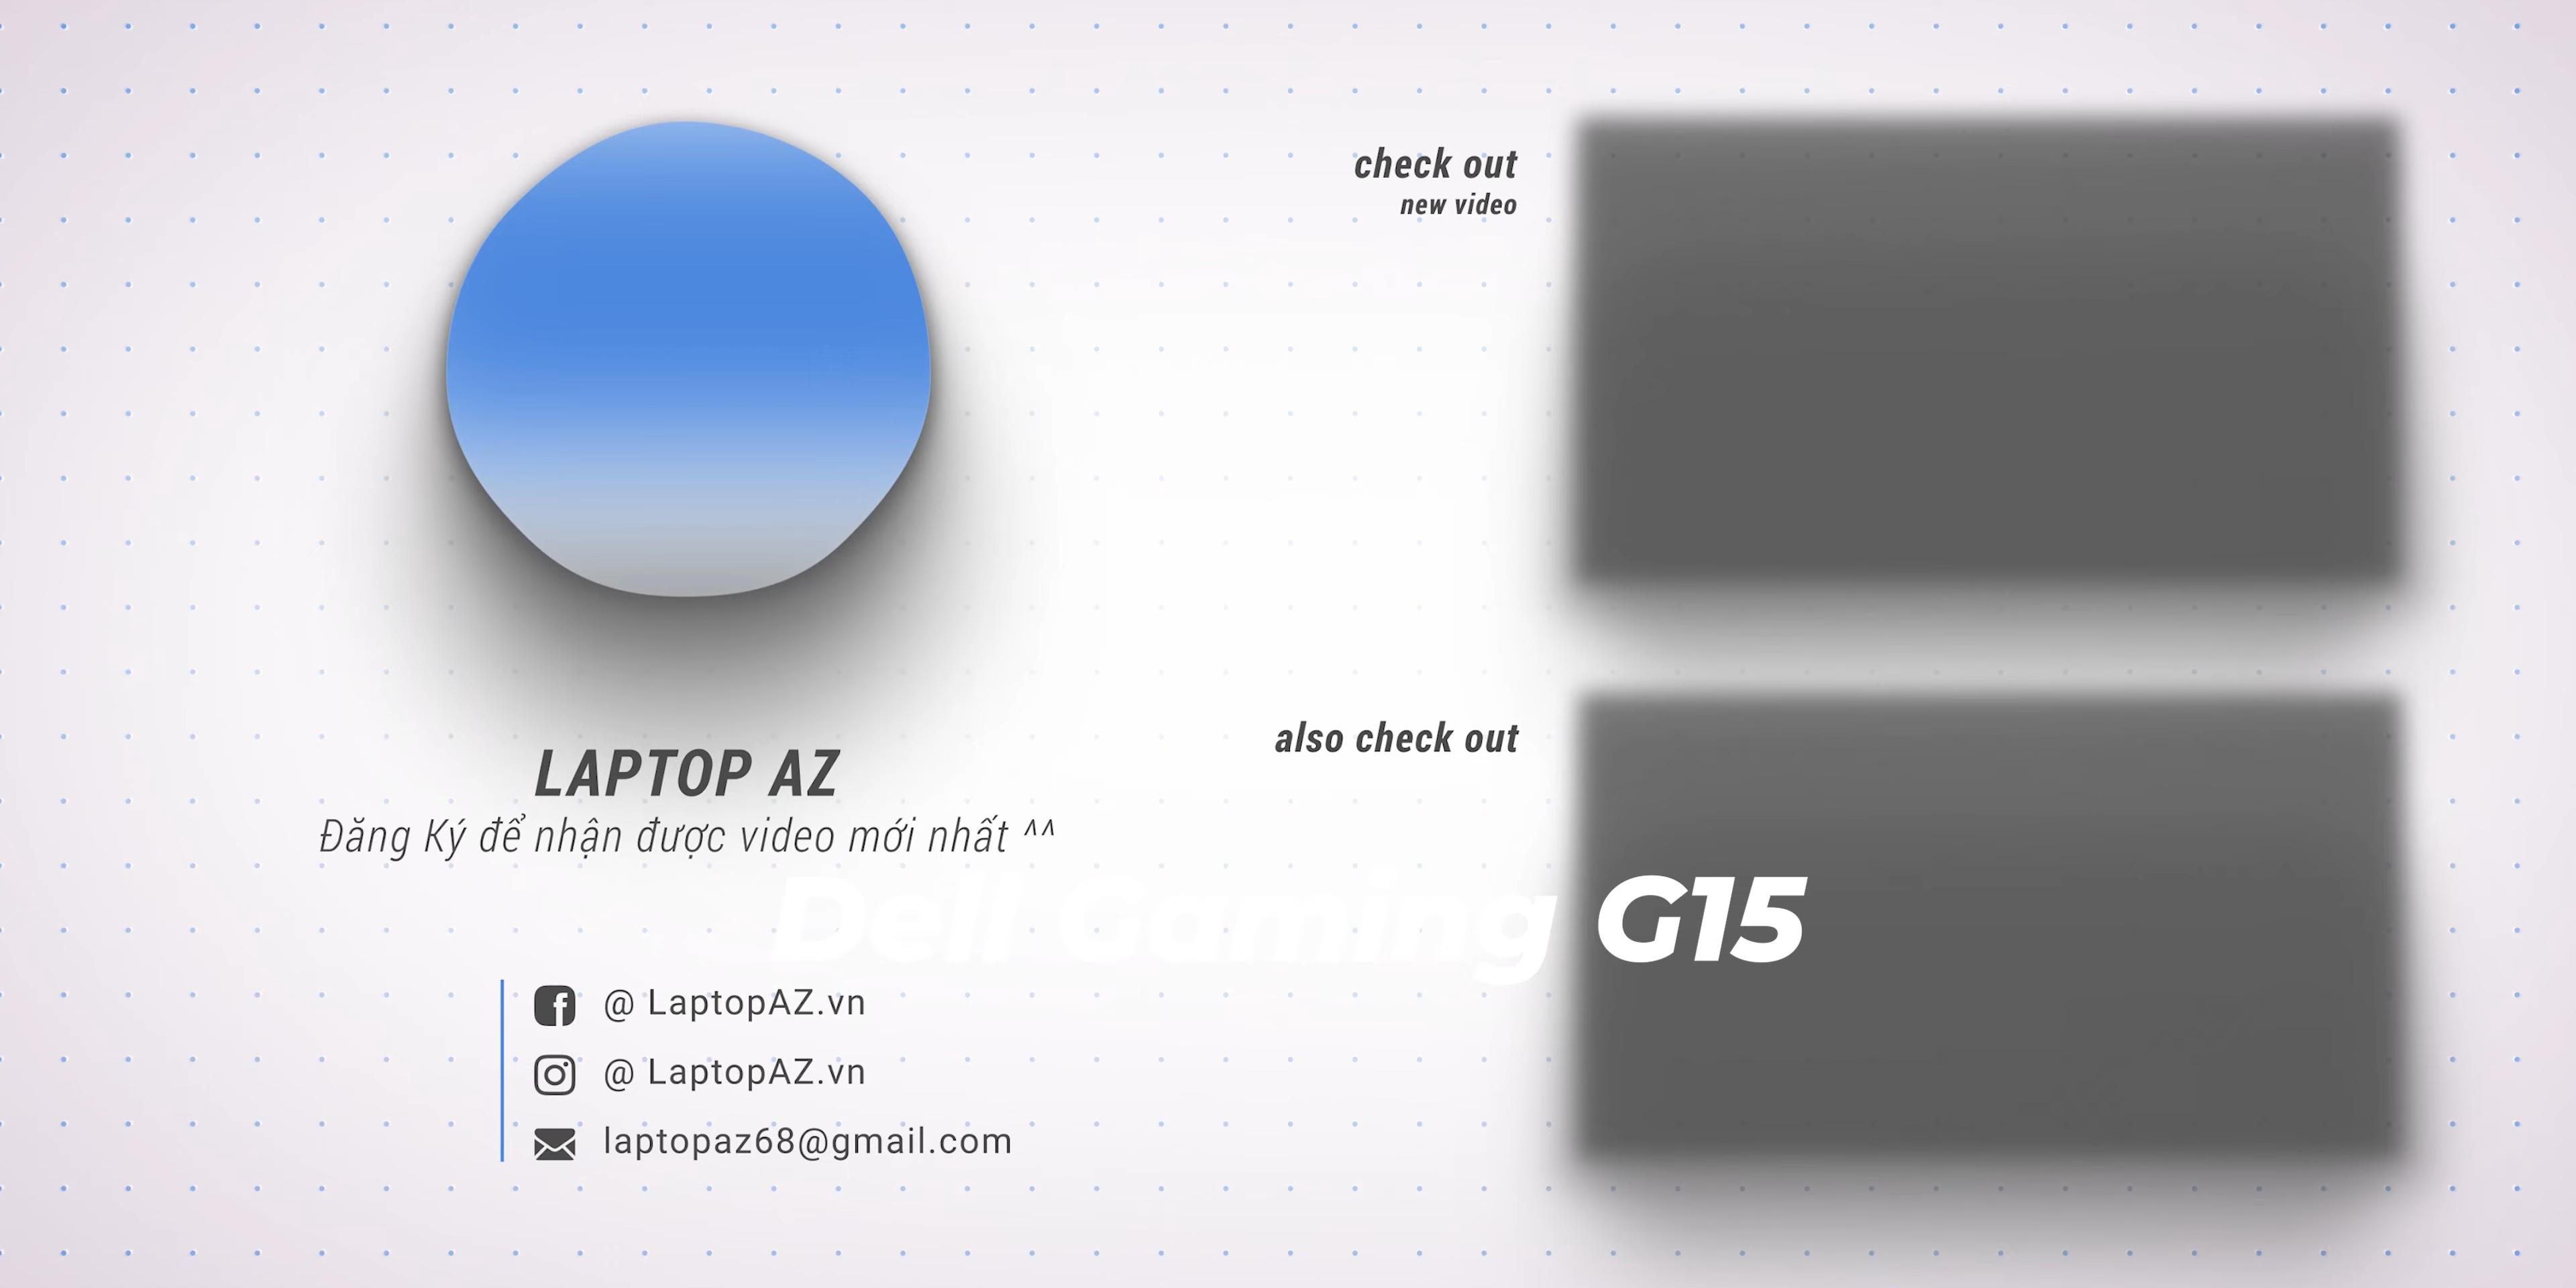 check out
new video
LAPTOP AZ
Đăng Ký để nhận được video mới nhất ^^
also check out
Dell Gaming G15
@ LaptopAZ.vn
@ LaptopAZ.vn
laptopaz68@gmail.com